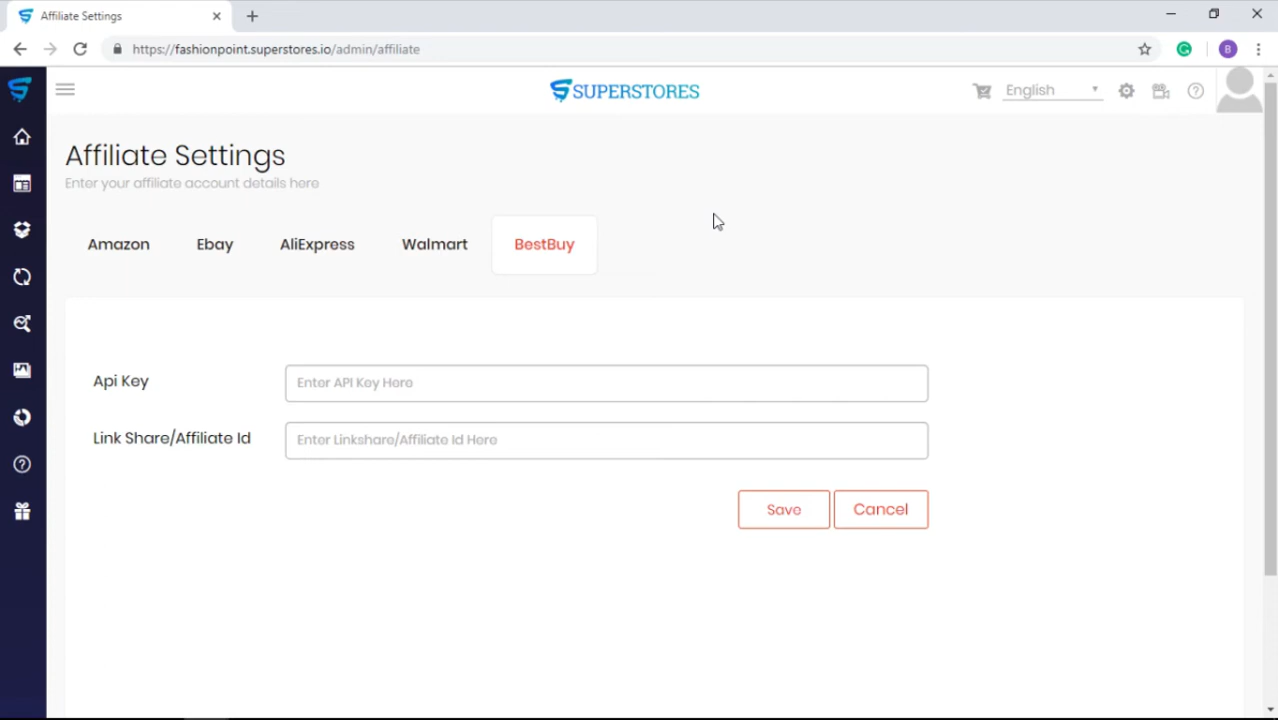 Affiliate Settings
https://fashionpoint.superstores.io/admin/affiliate
B
SUPERSTORES
English
Affiliate Settings
Enter your affiliate account details here
Amazon Ebay AliExpress Walmart BestBuy
Api Key Enter API Key Here
Link Share/Affiliate Id Enter Linkshare/Affiliate Id Here
Save Cancel